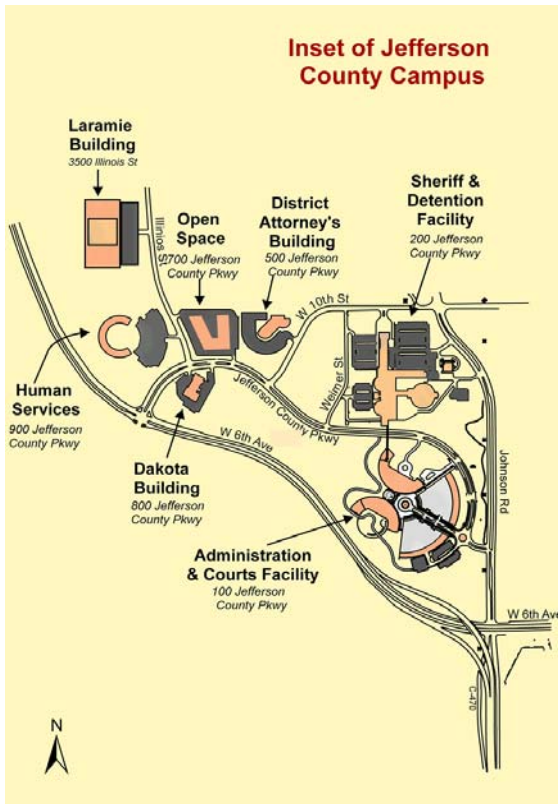 Inset of Jefferson
County Campus
Laramie
Building
3500 Illinois St
Illinios St
Open
Space
700 Jefferson
County Pkwy
District
Attorney's
Building
500 Jefferson
County Pkwy
Sheriff &
Detention
Facility
200 Jefferson
County Pkwy
W 10th St
Weimer St
Jefferson County Pkwy
W 6th Ave
Human
Services
900 Jefferson
County Pkwy
Dakota
Building
800 Jefferson
County Pkwy
Johnson Rd
Administration
& Courts Facility
100 Jefferson
County Pkwy
W 6th Ave
C-470
N